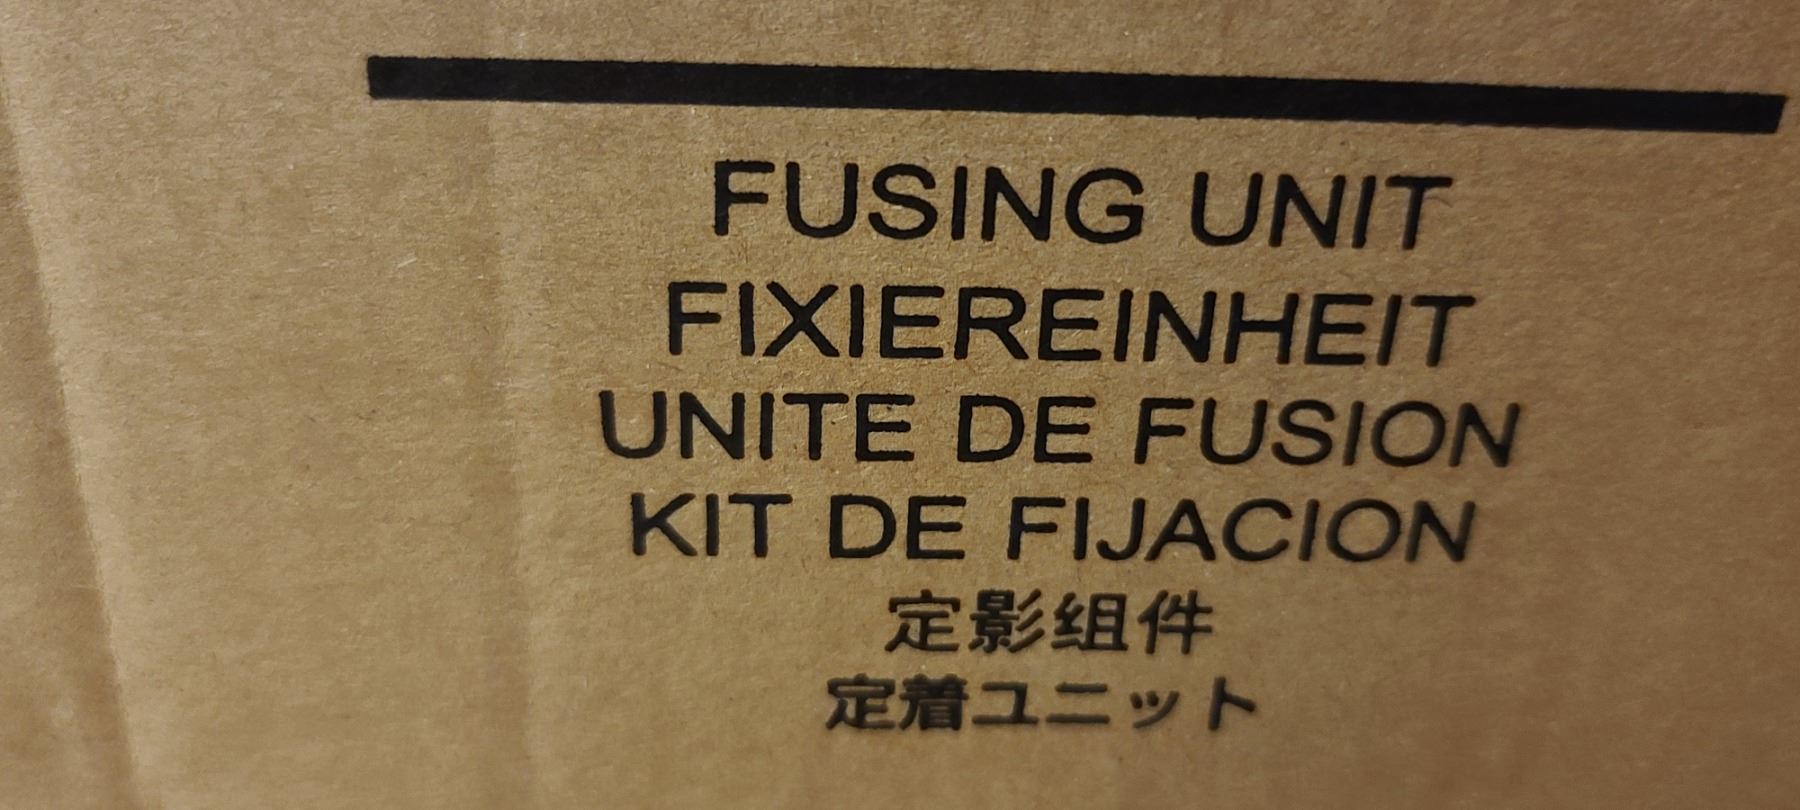 FUSING UNIT
FIXIEREINHEIT
UNITE DE FUSION
KIT DE FIJACION
定影组件
定着ユニット